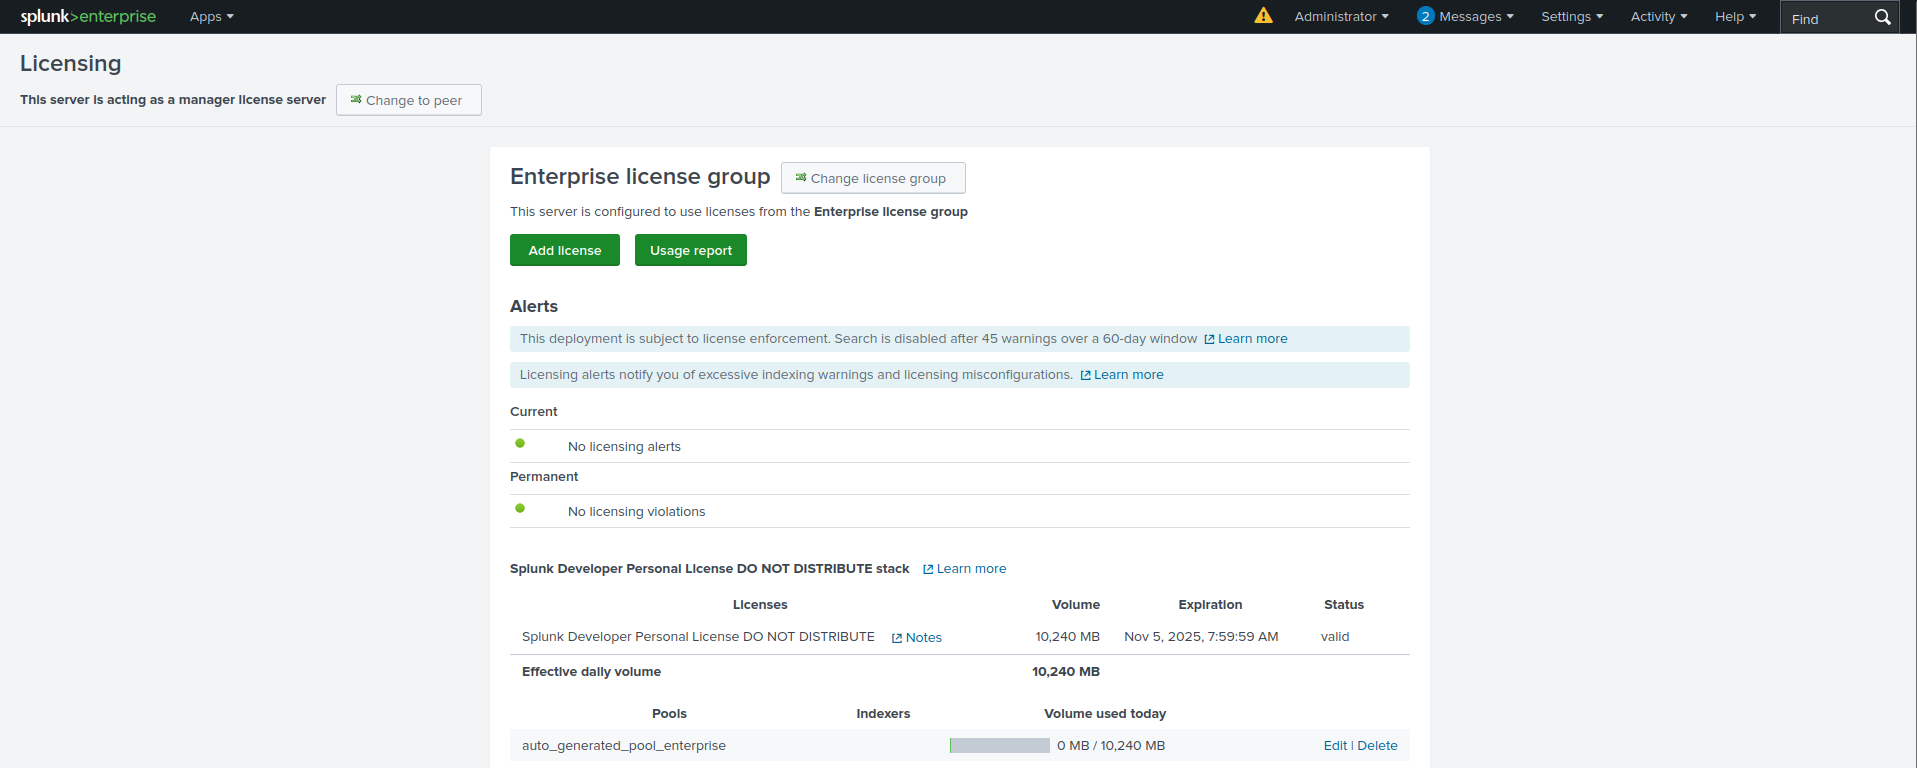 splunk>enterprise Apps Administrator 2 Messages Settings Activity Help Find
Licensing
This server is acting as a manager license server Change to peer
Enterprise license group Change license group
This server is configured to use licenses from the Enterprise license group
Add license Usage report
Alerts
This deployment is subject to license enforcement. Search is disabled after 45 warnings over a 60-day window Learn more
Licensing alerts notify you of excessive indexing warnings and licensing misconfigurations. Learn more
Current
No licensing alerts
Permanent
No licensing violations
Splunk Developer Personal License DO NOT DISTRIBUTE stack Learn more
Licenses Volume Expiration Status
Splunk Developer Personal License DO NOT DISTRIBUTE Notes 10,240 MB Nov 5, 2025, 7:59:59 AM valid
Effective daily volume 10,240 MB
Pools Indexers Volume used today
auto_generated_pool_enterprise 0 MB / 10,240 MB Edit | Delete